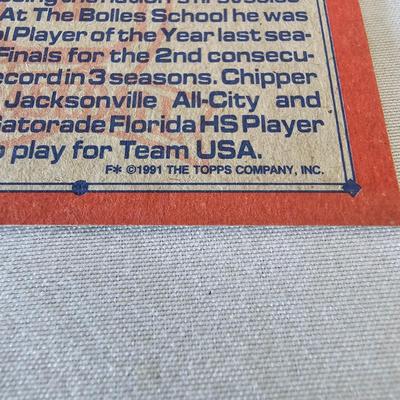 At The Bolles School he was
Player of the Year last sea-
Finals for the 2nd consecu-
record in 3 seasons. Chipper
Jacksonville All-City and
Gatorade Florida HS Player
play for Team USA.
F* ©1991 THE TOPPS COMPANY, INC.